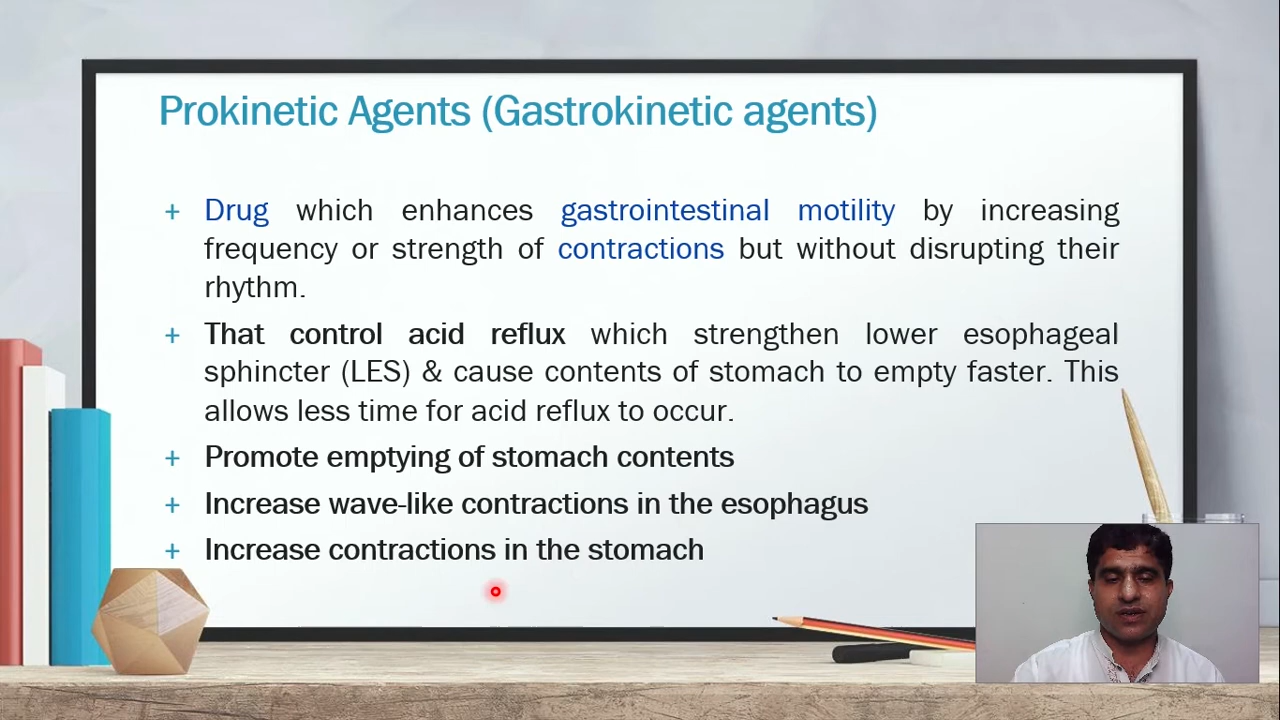 Prokinetic Agents (Gastrokinetic agents)
+ Drug which enhances gastrointestinal motility by increasing
frequency or strength of contractions but without disrupting their
rhythm.
+ That control acid reflux which strengthen lower esophageal
sphincter (LES) & cause contents of stomach to empty faster. This
allows less time for acid reflux to occur.
+ Promote emptying of stomach contents
+ Increase wave-like contractions in the esophagus
+ Increase contractions in the stomach